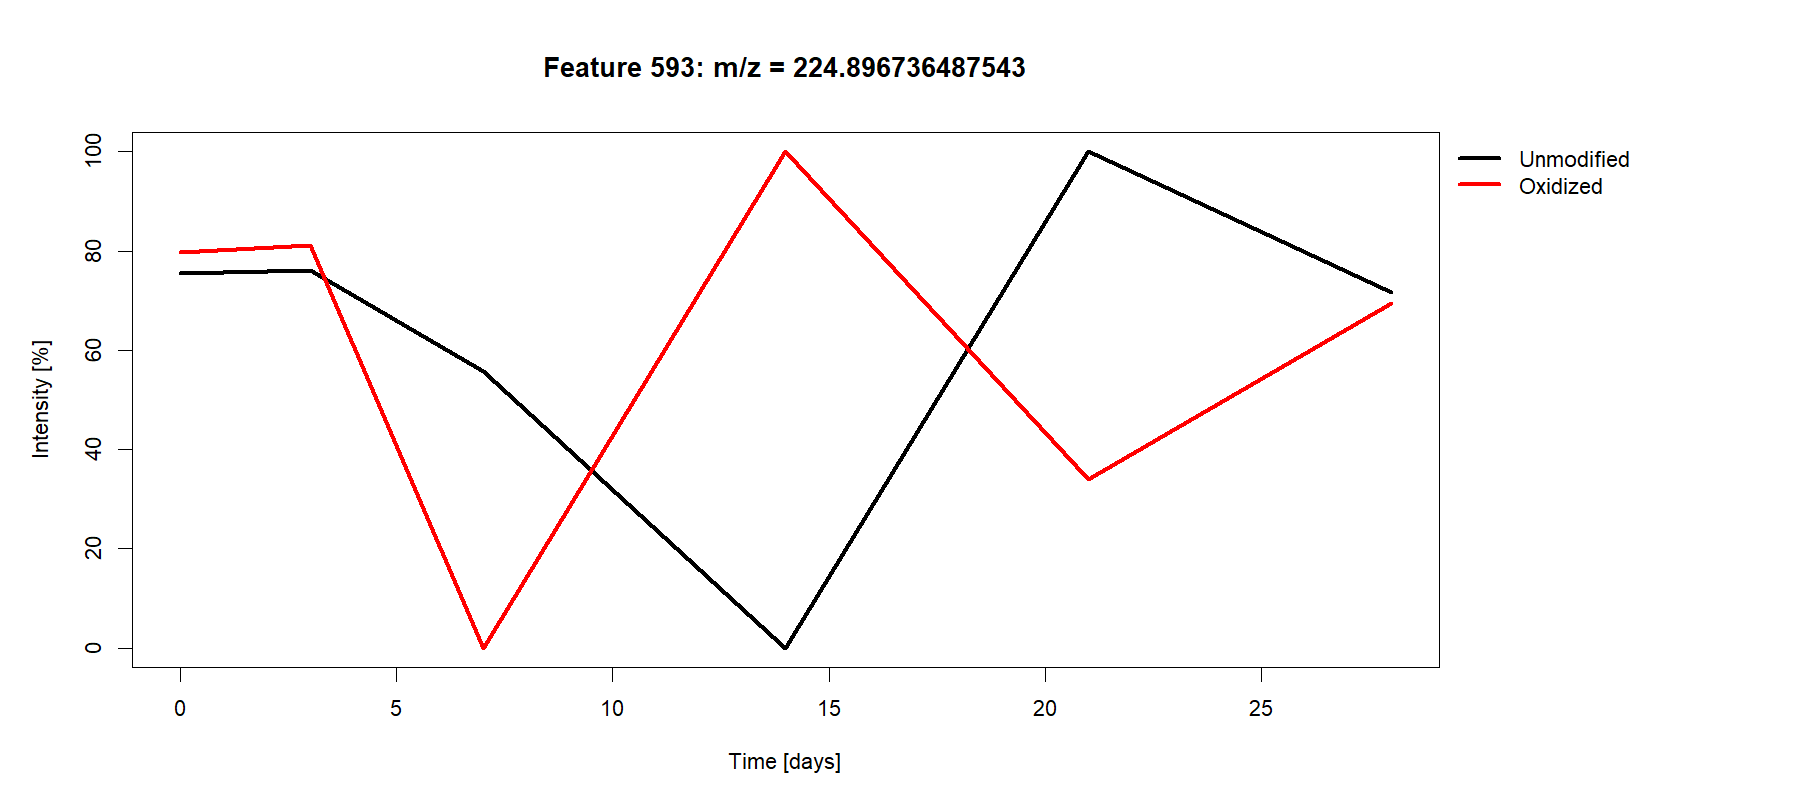 Feature 593: m/z = 224.896736487543
Unmodified
Oxidized
Intensity [%]
100
80
60
40
20
0
0 5 10 15 20 25
Time [days]